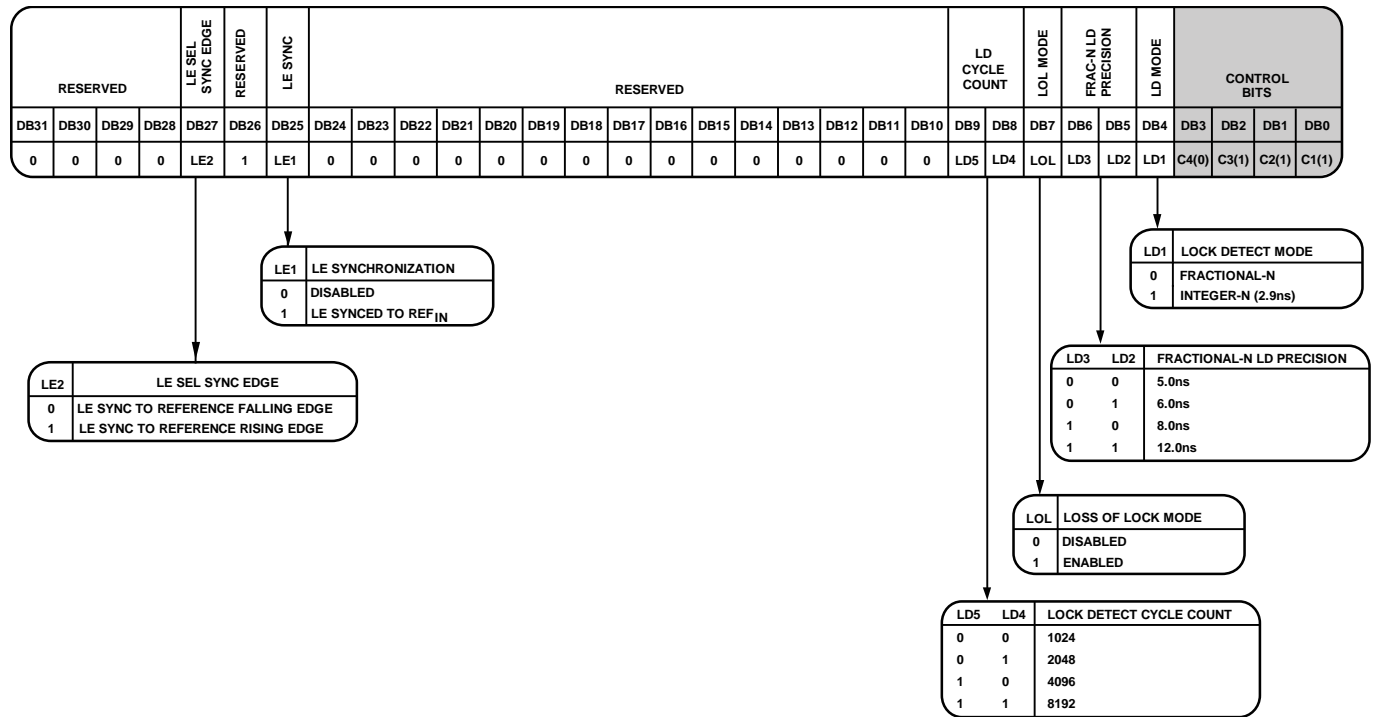 RESERVED
LE SEL
SYNC EDGE
RESERVED
LE SYNC
RESERVED
LD
CYCLE
COUNT
LOL MODE
FRAC-N LD
PRECISION
LD MODE
CONTROL
BITS
DB31 DB30 DB29 DB28 DB27 DB26 DB25 DB24 DB23 DB22 DB21 DB20 DB19 DB18 DB17 DB16 DB15 DB14 DB13 DB12 DB11 DB10 DB9 DB8 DB7 DB6 DB5 DB4 DB3 DB2 DB1 DB0
0 0 0 0 LE2 1 LE1 0 0 0 0 0 0 0 0 0 0 0 0 0 0 0 LD5 LD4 LOL LD3 LD2 LD1 C4(0) C3(1) C2(1) C1(1)
LE1 LE SYNCHRONIZATION
0 DISABLED
1 LE SYNCED TO REFIN
LD1 LOCK DETECT MODE
0 FRACTIONAL-N
1 INTEGER-N (2.9ns)
LE2 LE SEL SYNC EDGE
0 LE SYNC TO REFERENCE FALLING EDGE
1 LE SYNC TO REFERENCE RISING EDGE
LD3 LD2 FRACTIONAL-N LD PRECISION
0 0 5.0ns
0 1 6.0ns
1 0 8.0ns
1 1 12.0ns
LOL LOSS OF LOCK MODE
0 DISABLED
1 ENABLED
LD5 LD4 LOCK DETECT CYCLE COUNT
0 0 1024
0 1 2048
1 0 4096
1 1 8192